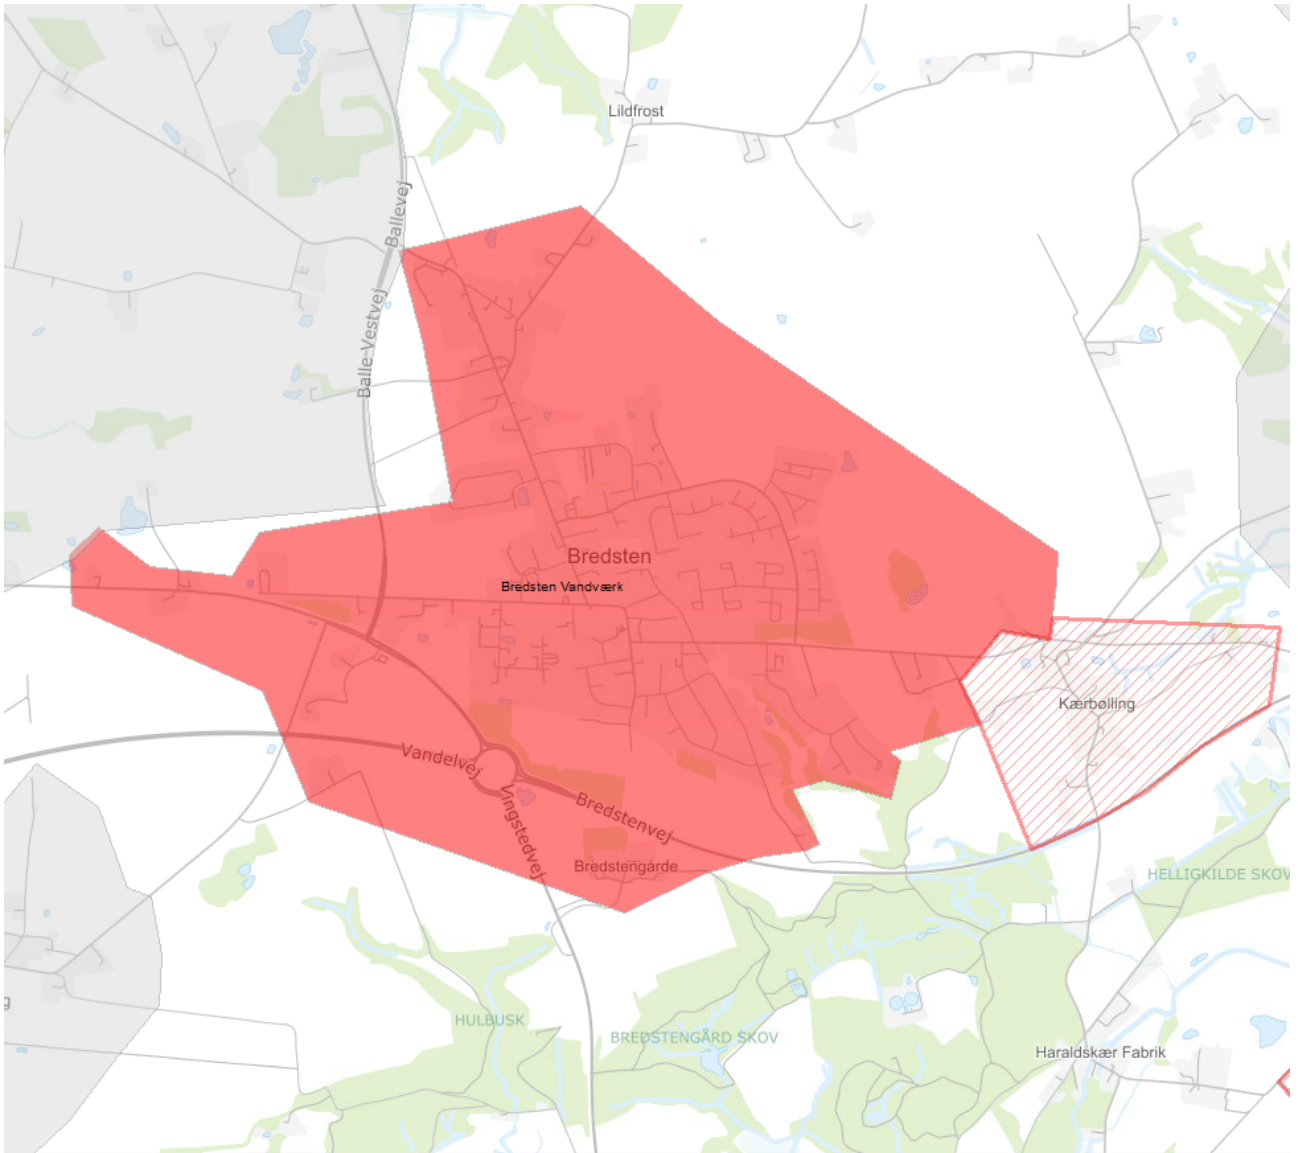 Lildfrost
Ballevej
Balle-Vestvej
Bredsten
Bredsten Vandværk
Kærbølling
Vandelvej
Vingstedvej
Bredstenvej
Bredstengårde
HELLIGKILDE SKOV
g
HULBUSK
BREDSTENGÅRD SKOV
Haraldskær Fabrik